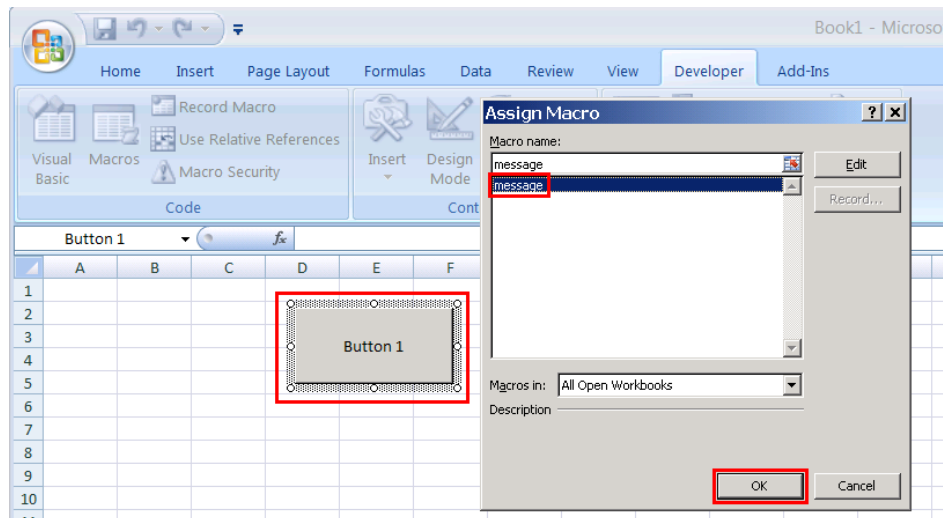 Book1 - Microso
Home Insert Page Layout Formulas Data Review View Developer Add-Ins
Visual Basic
Macros
Record Macro
Use Relative References
Macro Security
Code
Insert
Design Mode
Cont
Button 1
fx
A B C D E F
1
2
3
4
5
6
7
8
9
10
Button 1
Assign Macro
Macro name:
message
message
Edit
Record...
Macros in: All Open Workbooks
Description
OK Cancel